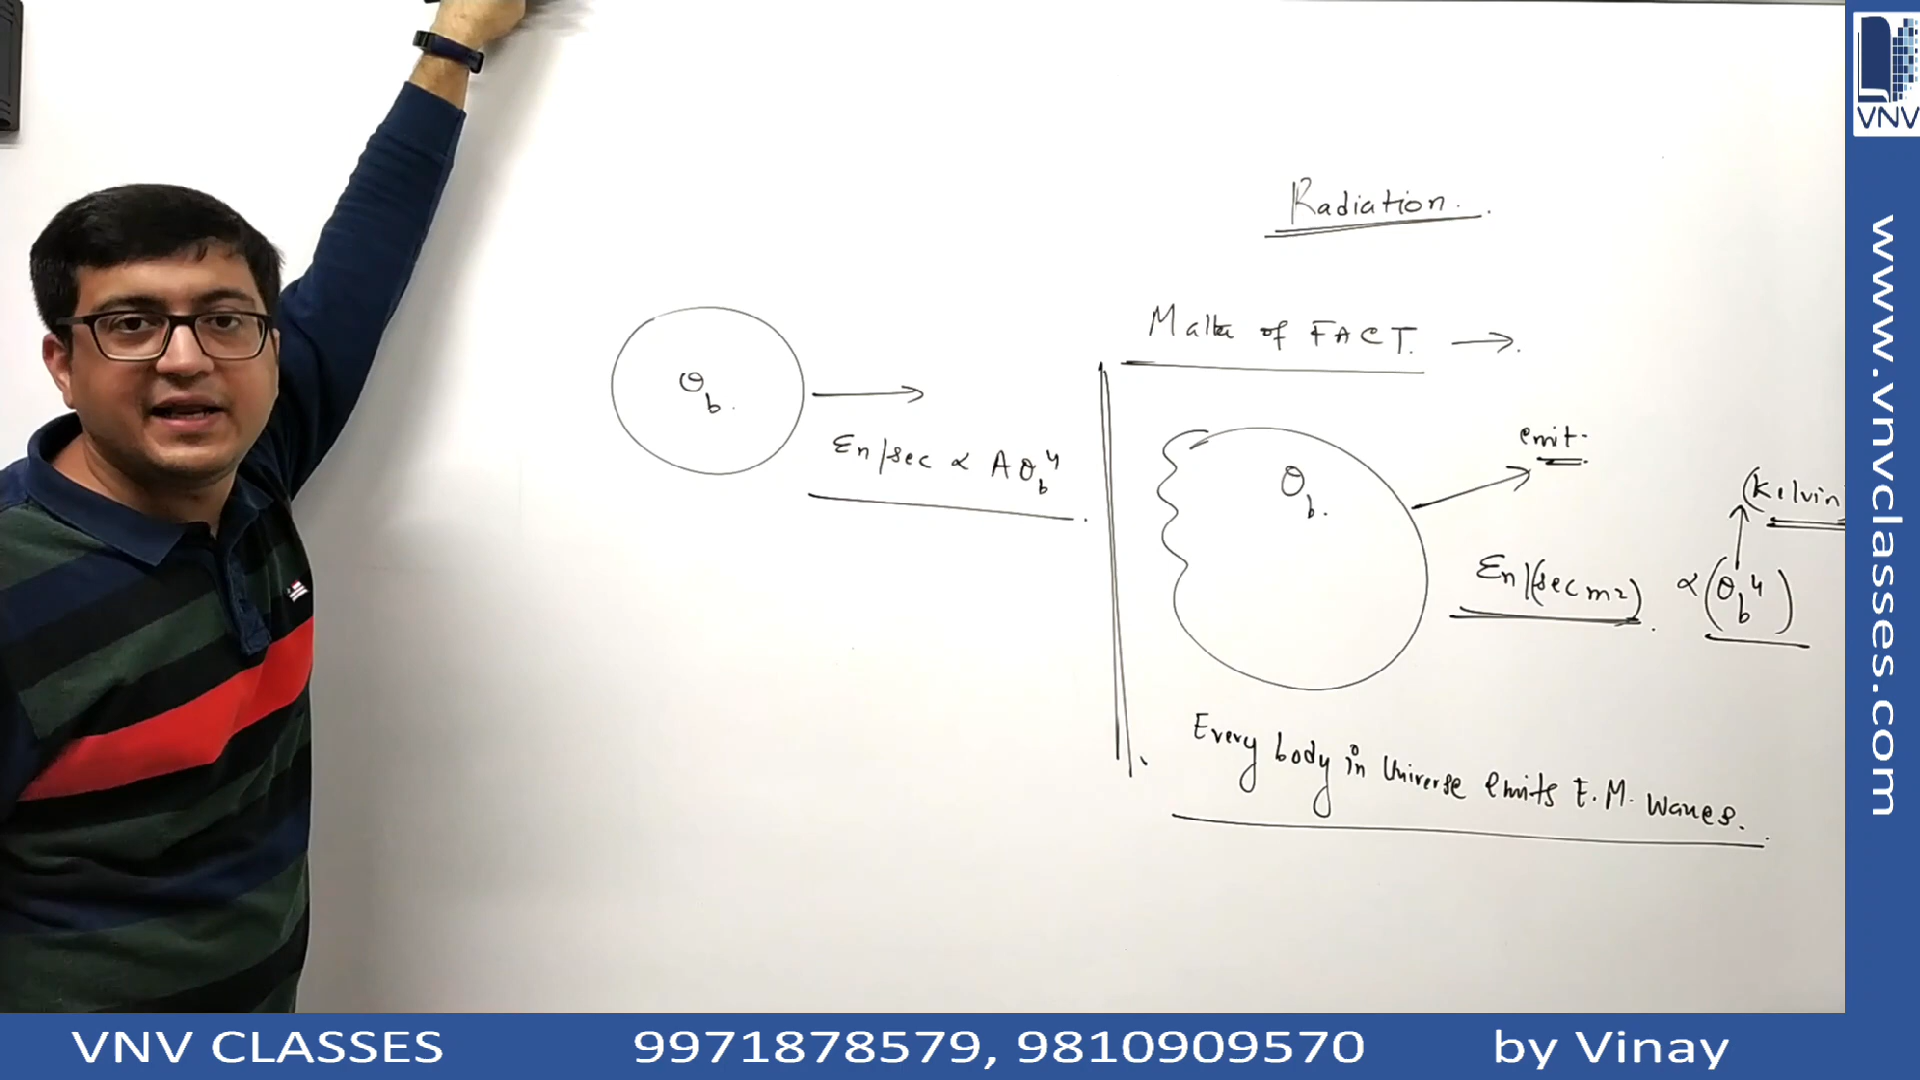 Radiation.
Matter of FACT. →
θb
En/sec ∝ Aθb⁴
θb.
emit.
(Kelvin)
En/(sec m²) ∝ (θb⁴)
Every body in Universe emits E.M. Waves.
VNV
www.vnvclasses.com
VNV CLASSES 9971878579, 9810909570 by Vinay